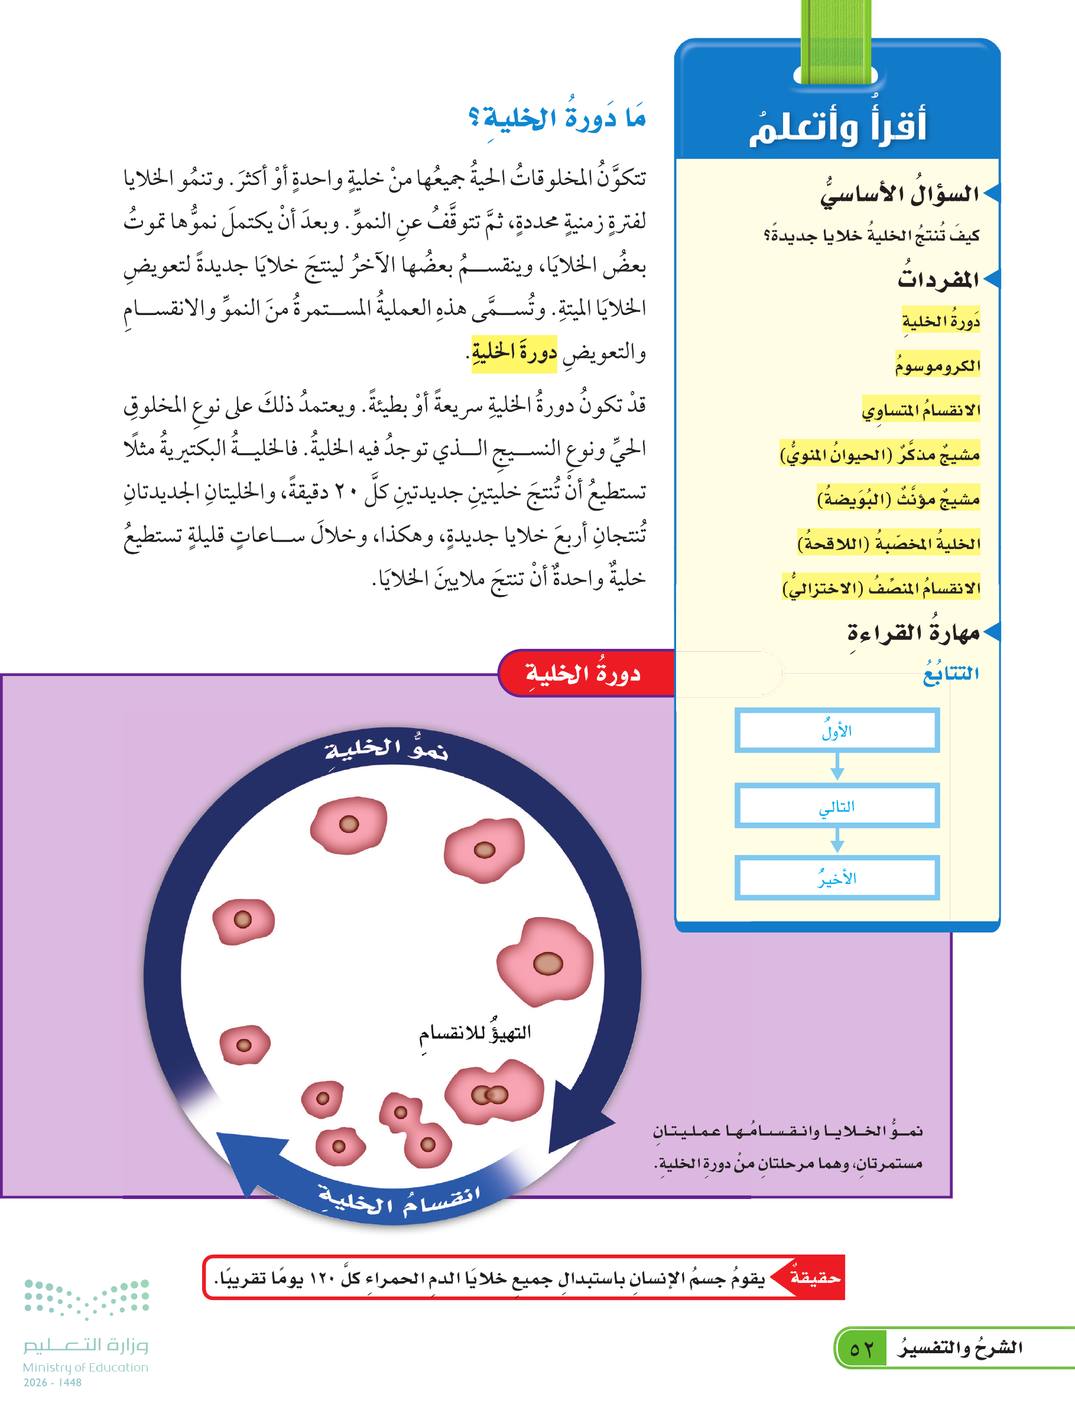 أقرأُ وأتعلمُ
السؤالُ الأساسيُّ
كيفَ تُنتجُ الخليةُ خلايا جديدةً؟
المفرداتُ
دَورةُ الخليةِ
الكروموسومُ
الانقسامُ المتساوِي
مشيجٌ مذكَّرٌ (الحيوانُ المنويُّ)
مشيجٌ مؤنَّثٌ (البُوَيضةُ)
الخليةُ المخصّبةُ (اللاقحةُ)
الانقسامُ المنصِّفُ (الاختزاليُّ)
مهارةُ القراءةِ
التتابُعُ
الأولُ
التالي
الأخيرُ
مَا دَورةُ الخليةِ؟
تتكوَّنُ المخلوقاتُ الحيةُ جميعُها منْ خليةٍ واحدةٍ أوْ أكثرَ. وتنمُو الخلايا
لفترةٍ زمنيةٍ محددةٍ، ثمَّ تتوقَّفُ عنِ النموِّ. وبعدَ أنْ يكتملَ نموُّها تموتُ
بعضُ الخلايَا، وينقسمُ بعضُها الآخرُ لينتجَ خلايَا جديدةً لتعويضِ
الخلايَا الميتةِ. وتُسمَّى هذهِ العمليةُ المستمرةُ منَ النموِّ والانقسامِ
والتعويضِ دورةَ الخليةِ.
قدْ تكونُ دورةُ الخليةِ سريعةً أوْ بطيئةً. ويعتمدُ ذلكَ على نوعِ المخلوقِ
الحيِّ ونوعِ النسيجِ الذي توجدُ فيه الخليةُ. فالخليةُ البكتيريةُ مثلًا
تستطيعُ أنْ تُنتجَ خليتينِ جديدتينِ كلَّ ٢٠ دقيقةً، والخليتانِ الجديدتانِ
تُنتجانِ أربعَ خلايا جديدةٍ، وهكذا، وخلالَ ساعاتٍ قليلةٍ تستطيعُ
خليةٌ واحدةٌ أنْ تنتجَ ملايينَ الخلايَا.
دورةُ الخليةِ
نموُّ الخليةِ
التهيؤُ للانقسامِ
انقسامُ الخليةِ
نموُّ الخلايا وانقسامُها عمليتانِ
مستمرتانِ، وهما مرحلتانِ منْ دورةِ الخليةِ.
حقيقةٌ يقومُ جسمُ الإنسانِ باستبدالِ جميعِ خلايَا الدمِ الحمراءِ كلَّ ١٢٠ يومًا تقريبًا.
وزارة التعليم
Ministry of Education
2026 - 1448
الشرحُ والتفسيرُ ٥٢